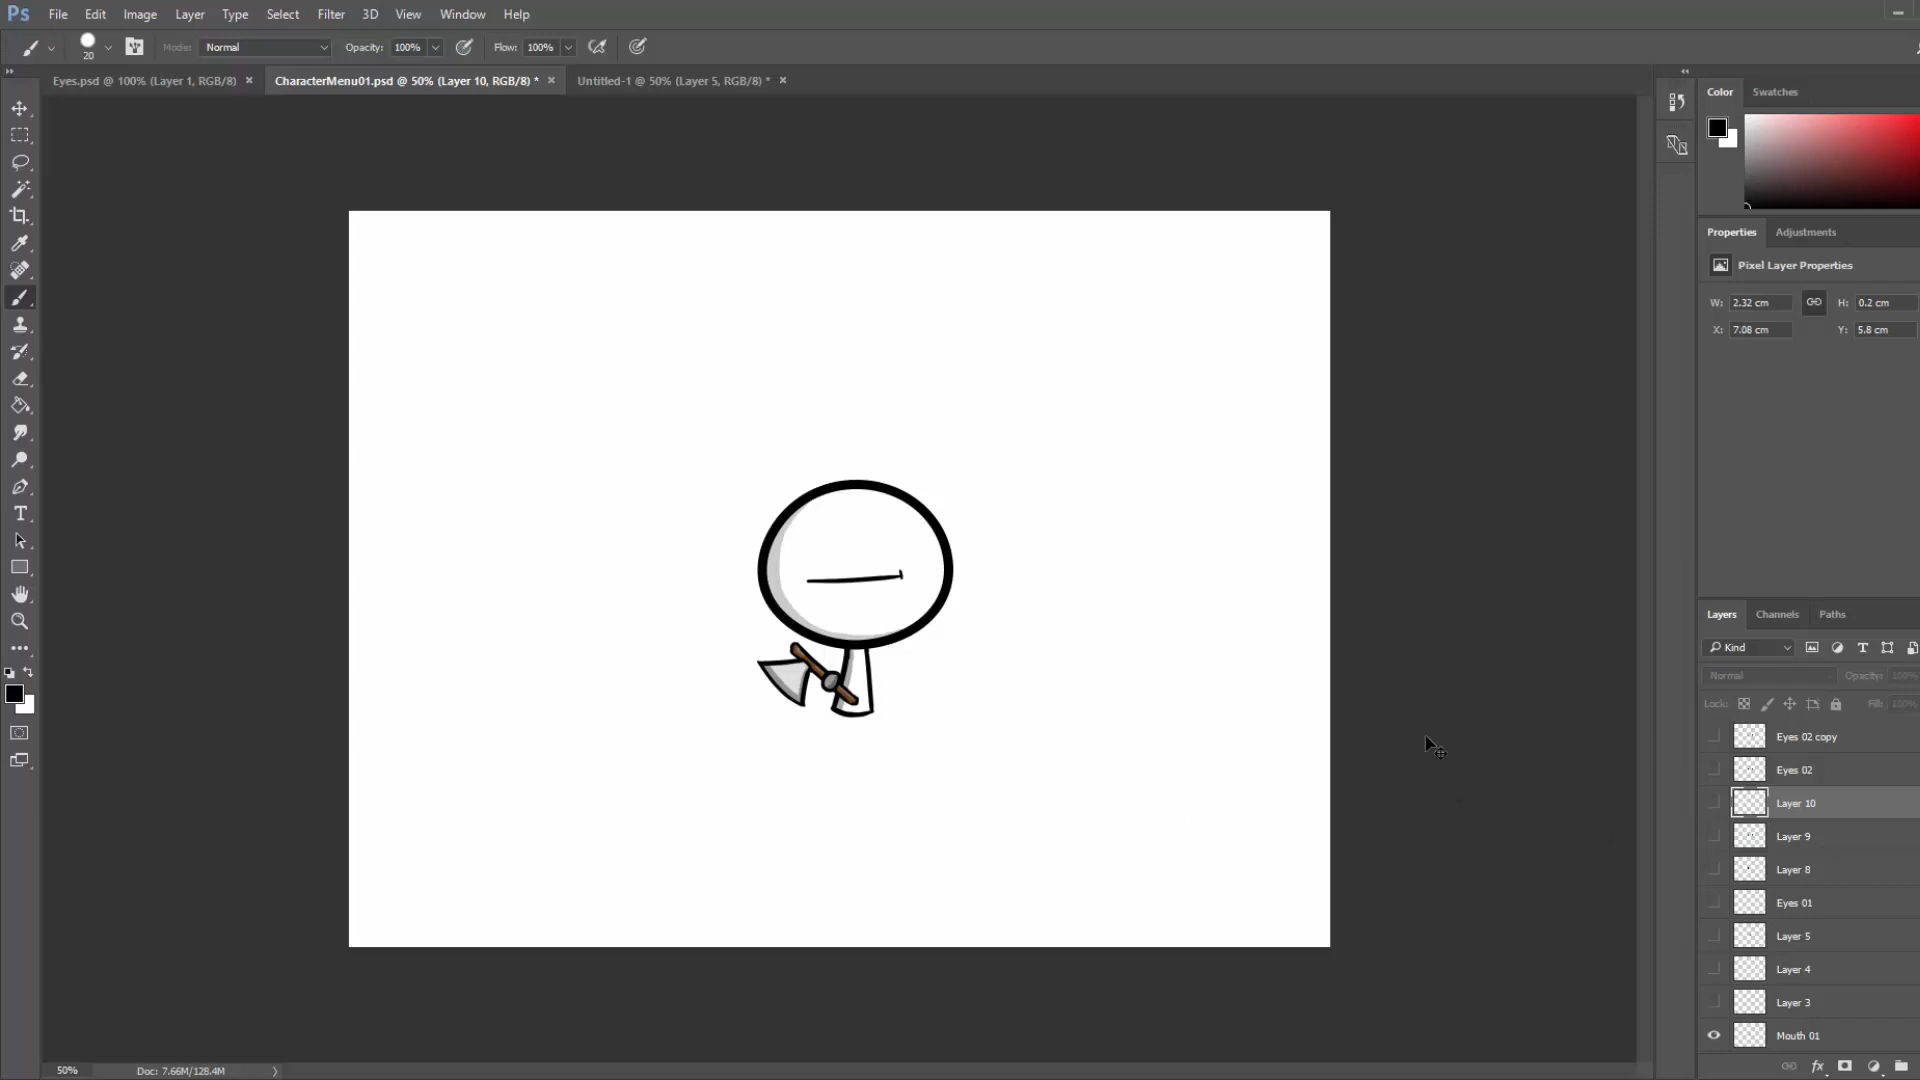 Ps File Edit Image Layer Type Select Filter 3D View Window Help
20 Mode: Normal Opacity: 100% Flow: 100%
Eyes.psd @ 100% (Layer 1, RGB/8) × CharacterMenu01.psd @ 50% (Layer 10, RGB/8) * × Untitled-1 @ 50% (Layer 5, RGB/8) * ×
Color Swatches
Properties Adjustments
Pixel Layer Properties
W: 2.32 cm H: 0.2 cm
X: 7.08 cm Y: 5.8 cm
Layers Channels Paths
Kind
Normal Opacity: 100%
Lock: Fill: 100%
Eyes 02 copy
Eyes 02
Layer 10
Layer 9
Layer 8
Eyes 01
Layer 5
Layer 4
Layer 3
Mouth 01
fx
50% Doc: 7.66M/128.4M